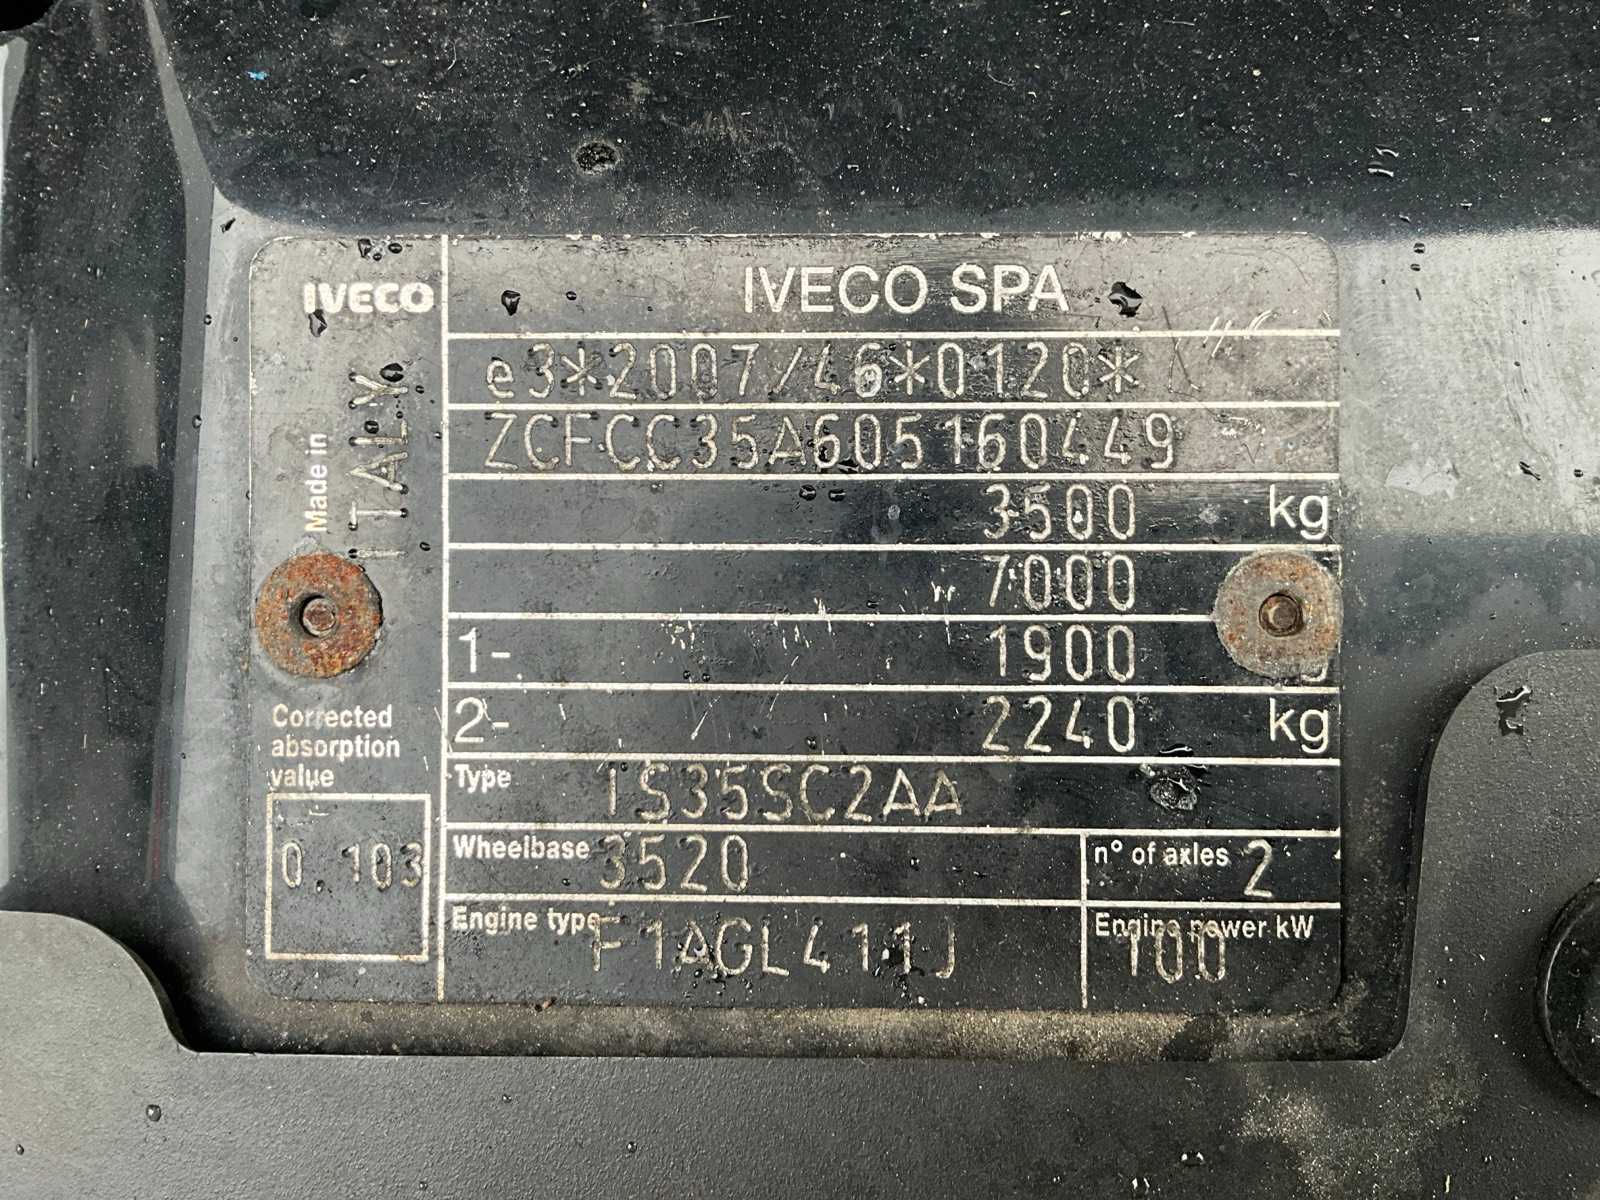 IVECO
IVECO SPA
e3*2007/46*0120*
ZCFCC35A605160449
3500 kg
7000
1- 1900
2- 2240 kg
Type IS35SC2AA
Wheelbase 3520
n° of axles 2
Engine type F1AGL411J
Engine power kW 100
Made in ITALY
Corrected
absorption
value
0.103